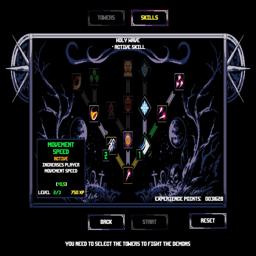 TOWERS
SKILLS
HOLY WAVE
- ACTIVE SKILL
MOVEMENT
SPEED
ACTIVE
INCREASES PLAYER
MOVEMENT SPEED
LEVEL 2/3 750 XP
EXPERIENCE POINTS: 003620
BACK
START
RESET
YOU NEED TO SELECT THE TOWERS TO FIGHT THE DEMONS